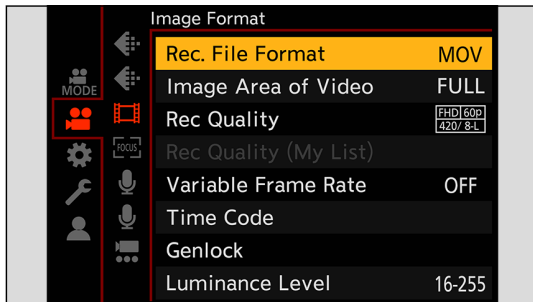 Image Format
MODE
FOCUS
Rec. File Format MOV
Image Area of Video FULL
Rec Quality FHD 60p
420/ 8-L
Rec Quality (My List)
Variable Frame Rate OFF
Time Code
Genlock
Luminance Level 16-255